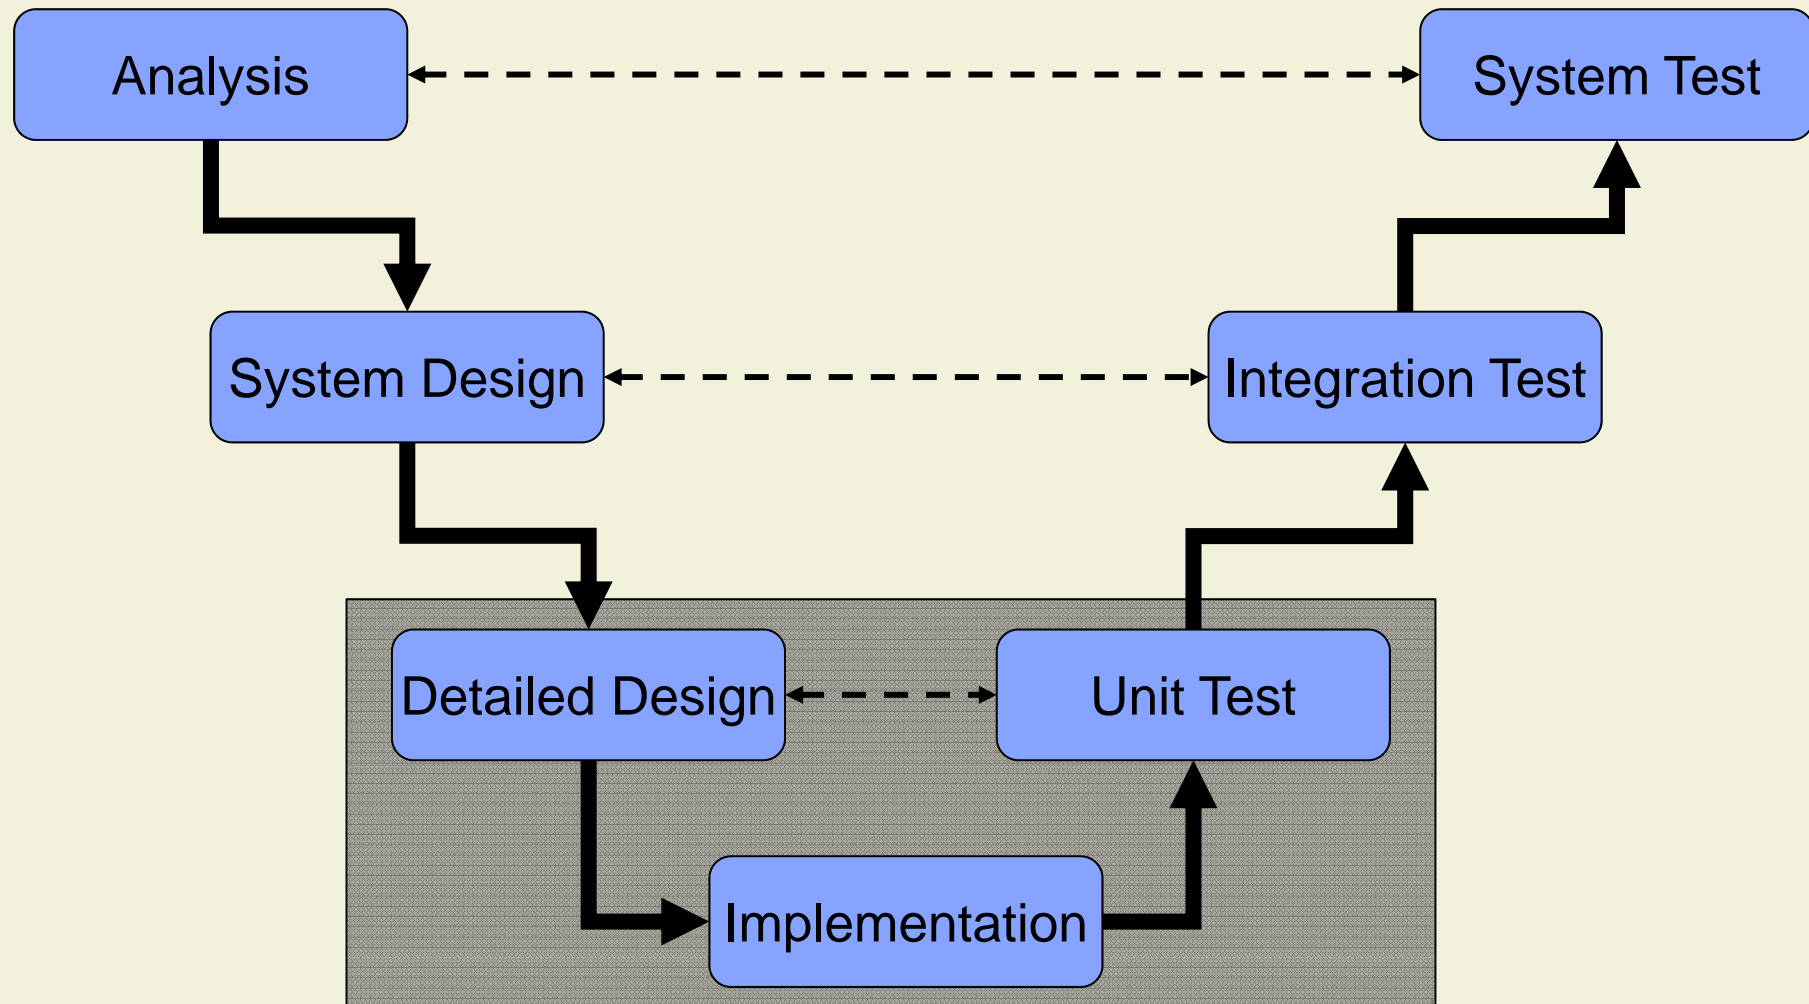 Analysis
System Test
System Design
Integration Test
Detailed Design
Unit Test
Implementation